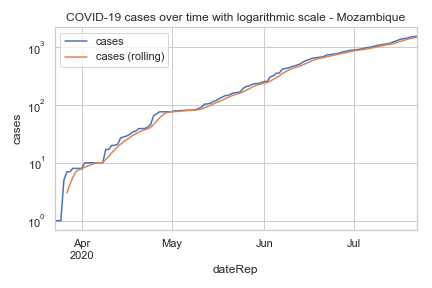 COVID-19 cases over time with logarithmic scale - Mozambique
cases
cases (rolling)
10³
10²
10¹
10⁰
cases
Apr
2020
May
Jun
Jul
dateRep